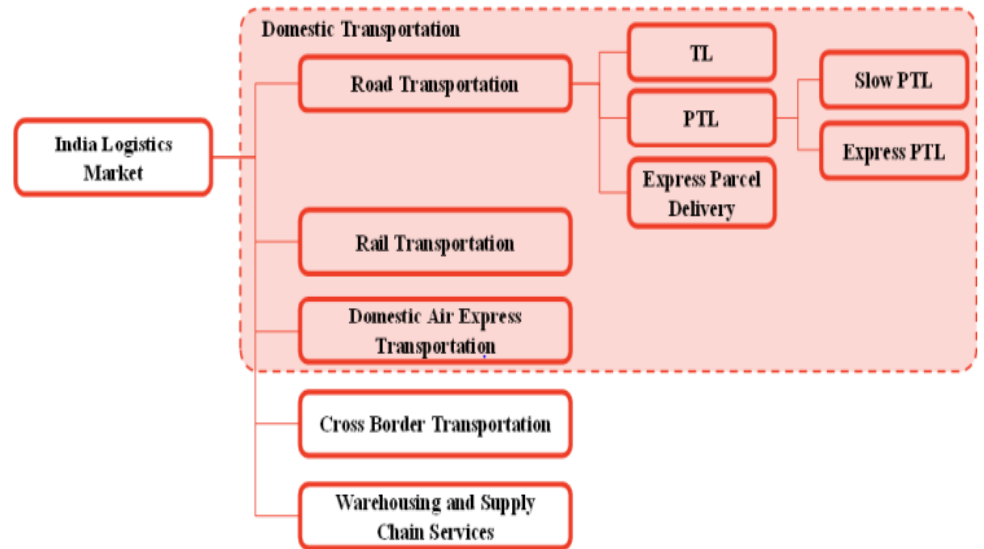 Domestic Transportation
India Logistics
Market
Road Transportation
TL
PTL
Express Parcel
Delivery
Slow PTL
Express PTL
Rail Transportation
Domestic Air Express
Transportation
Cross Border Transportation
Warehousing and Supply
Chain Services